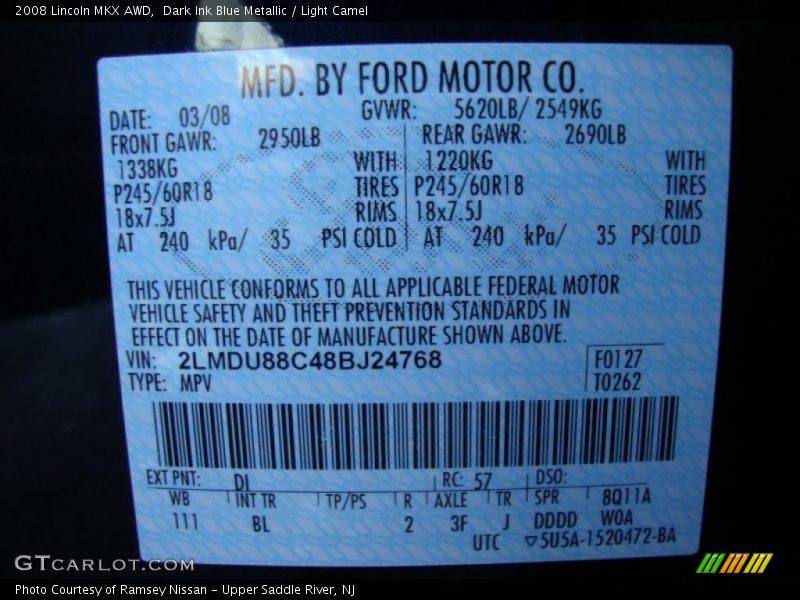 2008 Lincoln MKX AWD,  Dark Ink Blue Metallic / Light Camel
MFD. BY FORD MOTOR CO.
DATE: 03/08 GVWR: 5620LB/ 2549KG
FRONT GAWR: 2950LB REAR GAWR: 2690LB
1338KG WITH 1220KG WITH
P245/60R18 TIRES P245/60R18 TIRES
18x7.5J RIMS 18x7.5J RIMS
AT 240 kPa/ 35 PSI COLD AT 240 kPa/ 35 PSI COLD
THIS VEHICLE CONFORMS TO ALL APPLICABLE FEDERAL MOTOR
VEHICLE SAFETY AND THEFT PREVENTION STANDARDS IN
EFFECT ON THE DATE OF MANUFACTURE SHOWN ABOVE.
VIN: 2LMDU88C48BJ24768 F0127
TYPE: MPV T0262
EXT PNT: DI RC: 57 DSO:
WB INT TR TP/PS R AXLE TR SPR 8Q11A
111 BL 2 3F J DDDD W0A
UTC ▽5U5A-1520472-BA
GTCARLOT.COM
Photo Courtesy of Ramsey Nissan - Upper Saddle River, NJ